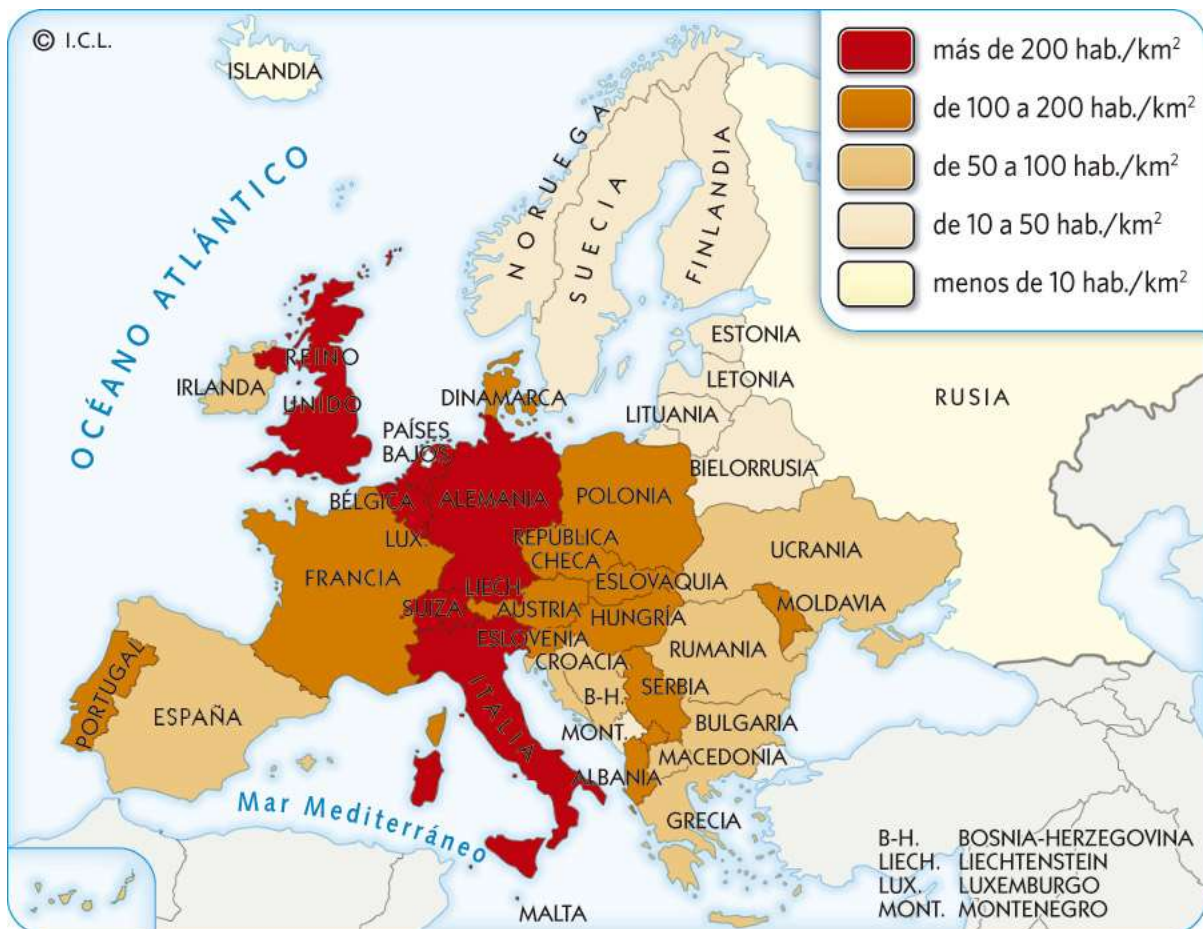 © I.C.L.
ISLANDIA
más de 200 hab./km²
de 100 a 200 hab./km²
de 50 a 100 hab./km²
de 10 a 50 hab./km²
menos de 10 hab./km²
OCÉANO ATLÁNTICO
NORUEGA
SUECIA
FINLANDIA
ESTONIA
LETONIA
LITUANIA
RUSIA
IRLANDA
REINO
UNIDO
DINAMARCA
PAÍSES
BAJOS
BIELORRUSIA
BÉLGICA
ALEMANIA
POLONIA
LUX.
REPÚBLICA
CHECA
UCRANIA
FRANCIA
LIECH.
ESLOVAQUIA
SUIZA
AUSTRIA
HUNGRÍA
MOLDAVIA
ESLOVENIA
CROACIA
RUMANIA
PORTUGAL
ESPAÑA
ITALIA
B-H.
SERBIA
MONT.
BULGARIA
MACEDONIA
ALBANIA
Mar Mediterráneo
GRECIA
MALTA
B-H. BOSNIA-HERZEGOVINA
LIECH. LIECHTENSTEIN
LUX. LUXEMBURGO
MONT. MONTENEGRO